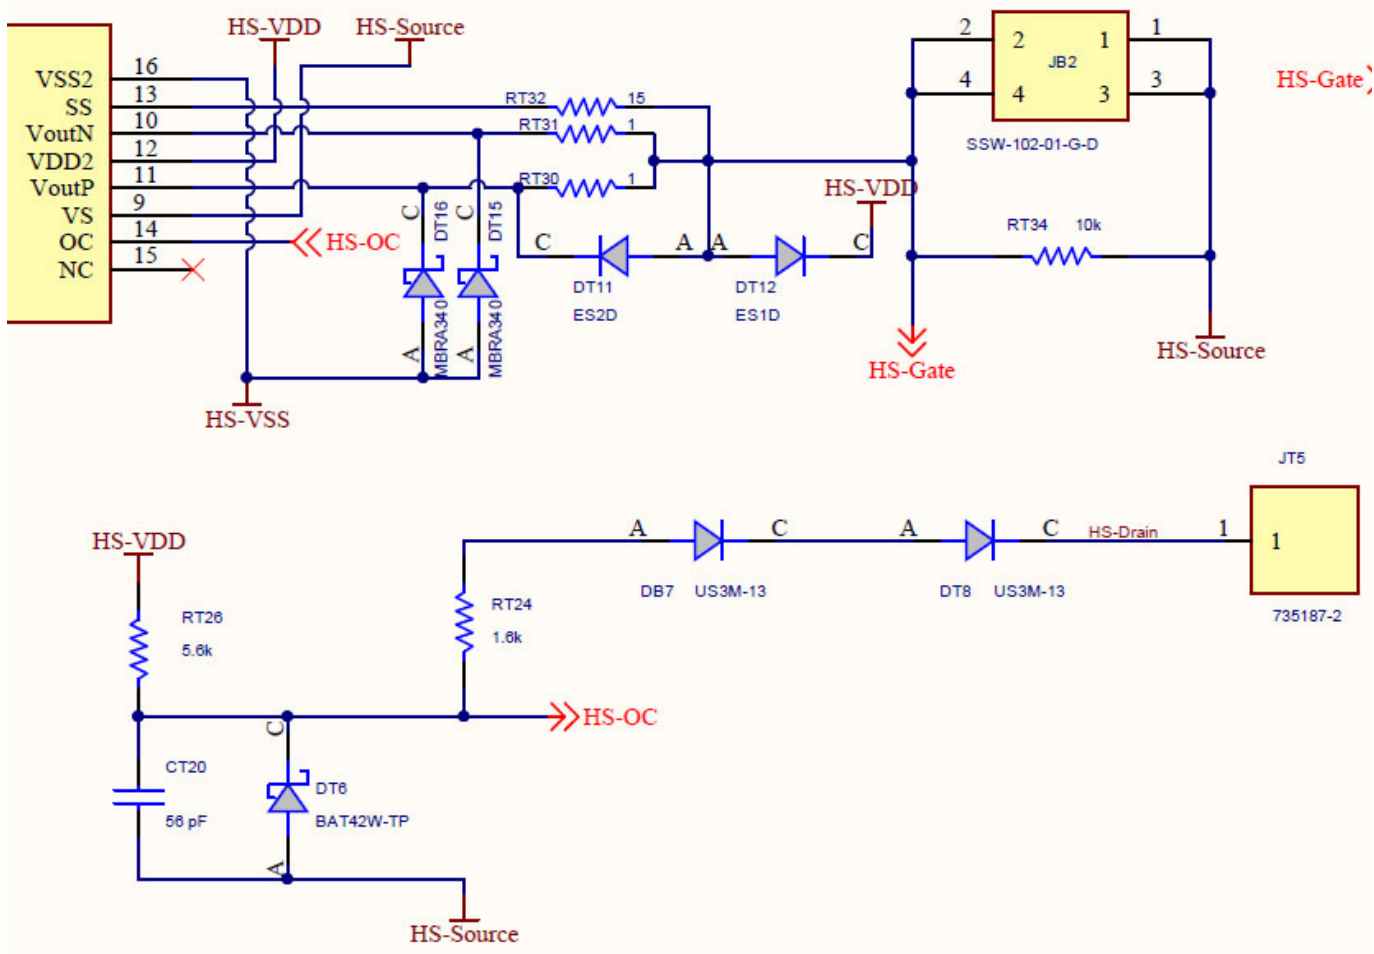 HS-VDD HS-Source
VSS2 16
SS 13
VoutN 10
VDD2 12
VoutP 11
VS 9
OC 14 HS-OC
NC 15
RT32 15
RT31 1
RT30 1
2 2 1 1
JB2
4 4 3 3
SSW-102-01-G-D
HS-Gate
HS-VDD
RT34 10k
C DT16 C DT15
C A A C
DT11 DT12
ES2D ES1D
A MBRA340 A MBRA340
HS-VSS
HS-Gate
HS-Source
JT5
HS-VDD
A C A C HS-Drain 1 1
DB7 US3M-13 DT8 US3M-13
735187-2
RT26
5.6k
RT24
1.6k
HS-OC
C
CT20
56 pF
DT6
BAT42W-TP
A
HS-Source